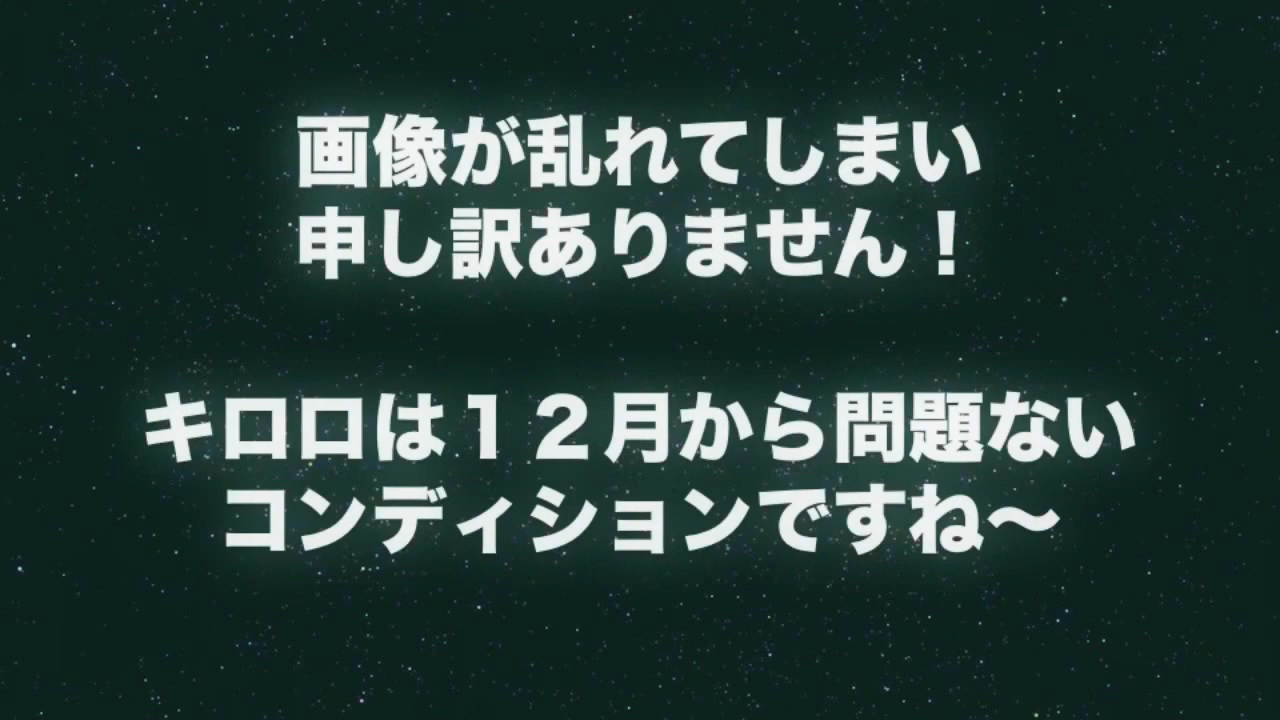 画像が乱れてしまい
申し訳ありません！
キロロは１２月から問題ない
コンディションですね〜